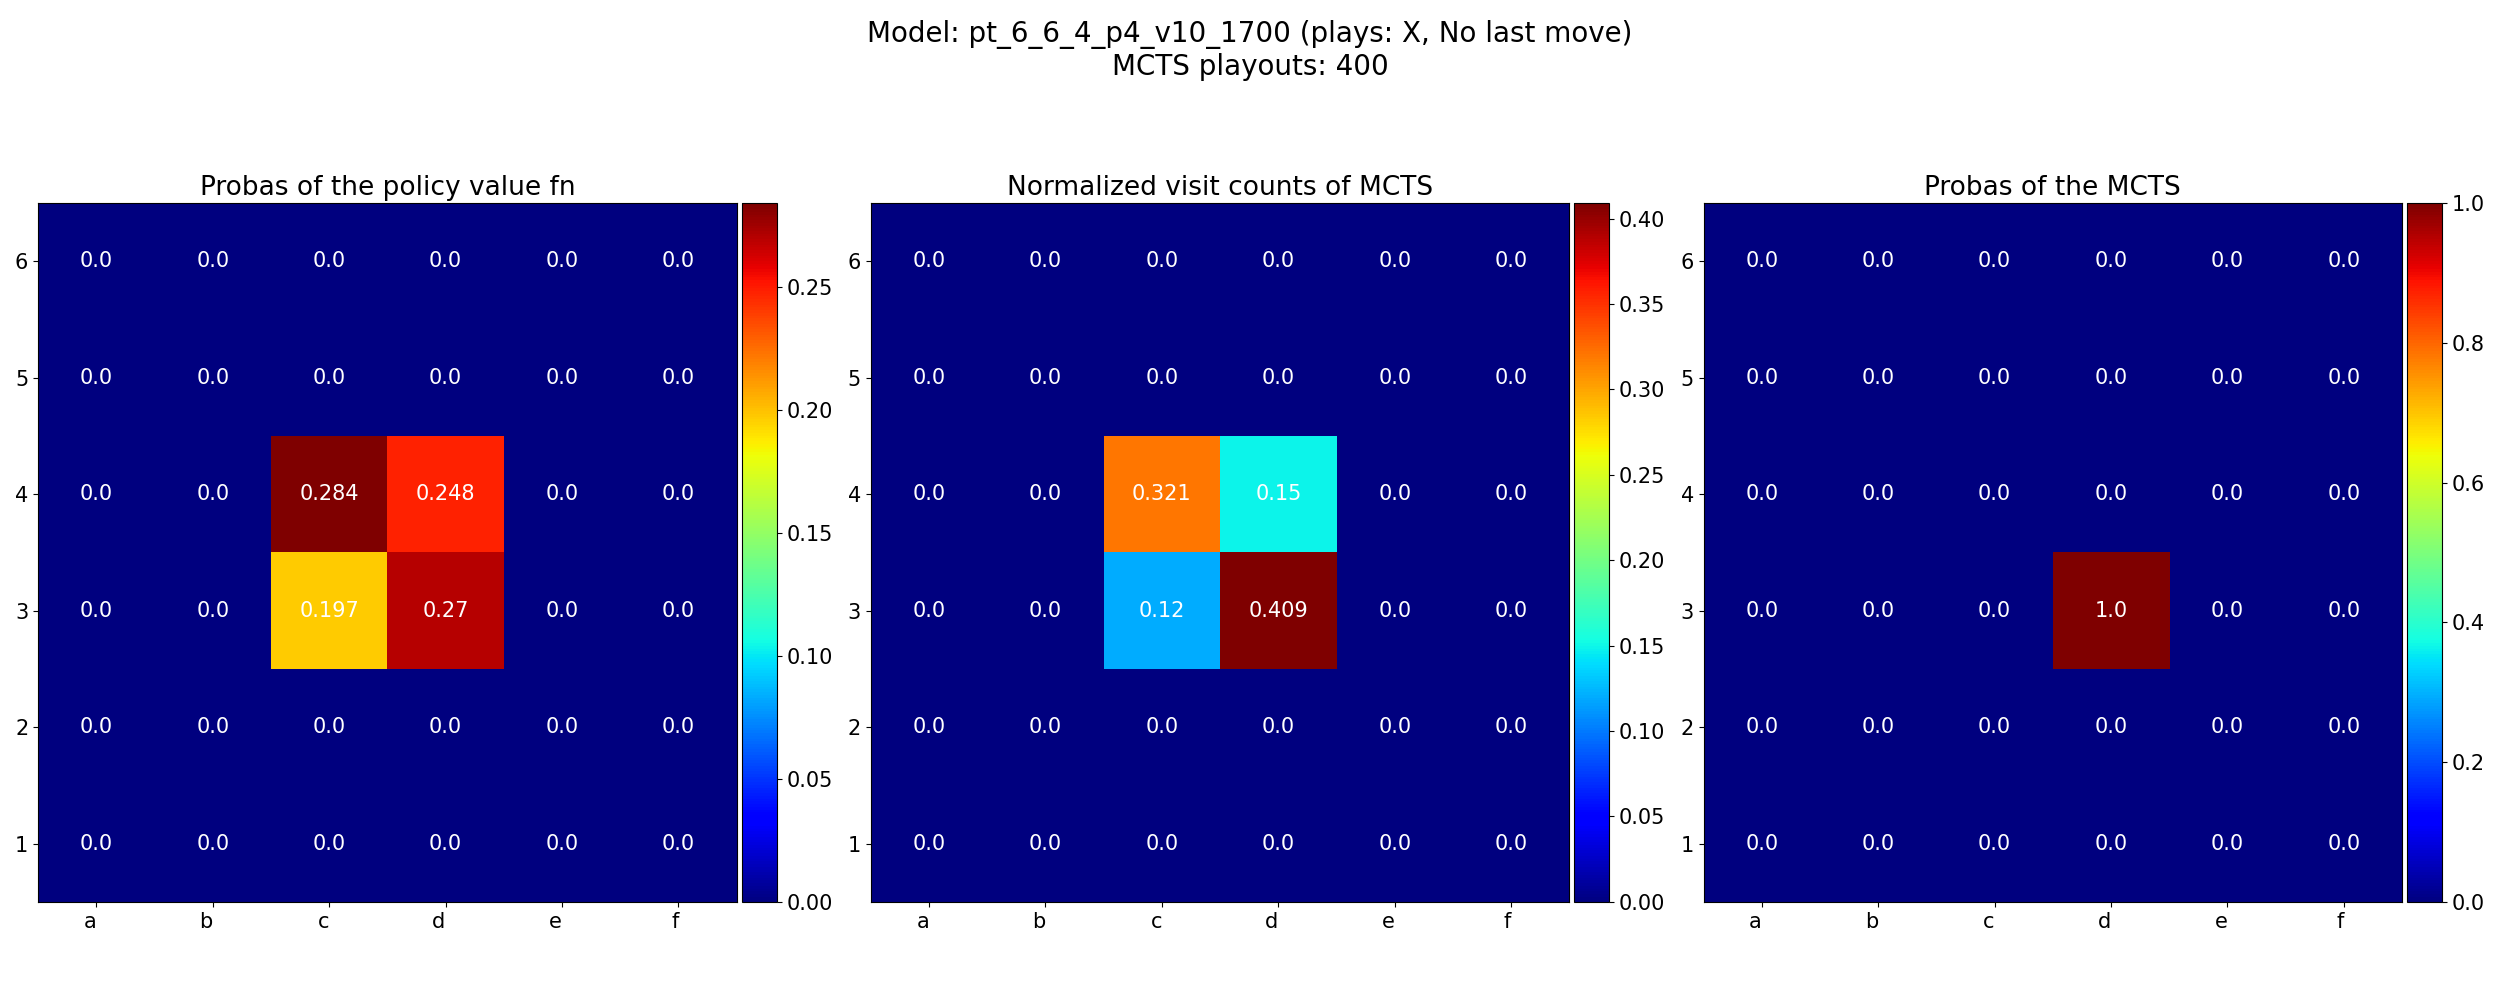 Model: pt_6_6_4_p4_v10_1700 (plays: X, No last move)
MCTS playouts: 400
Probas of the policy value fn
6 0.0 0.0 0.0 0.0 0.0 0.0
5 0.0 0.0 0.0 0.0 0.0 0.0
4 0.0 0.0 0.284 0.248 0.0 0.0
3 0.0 0.0 0.197 0.27 0.0 0.0
2 0.0 0.0 0.0 0.0 0.0 0.0
1 0.0 0.0 0.0 0.0 0.0 0.0
a b c d e f
0.25
0.20
0.15
0.10
0.05
0.00
Normalized visit counts of MCTS
6 0.0 0.0 0.0 0.0 0.0 0.0
5 0.0 0.0 0.0 0.0 0.0 0.0
4 0.0 0.0 0.321 0.15 0.0 0.0
3 0.0 0.0 0.12 0.409 0.0 0.0
2 0.0 0.0 0.0 0.0 0.0 0.0
1 0.0 0.0 0.0 0.0 0.0 0.0
a b c d e f
0.40
0.35
0.30
0.25
0.20
0.15
0.10
0.05
0.00
Probas of the MCTS
6 0.0 0.0 0.0 0.0 0.0 0.0
5 0.0 0.0 0.0 0.0 0.0 0.0
4 0.0 0.0 0.0 0.0 0.0 0.0
3 0.0 0.0 0.0 1.0 0.0 0.0
2 0.0 0.0 0.0 0.0 0.0 0.0
1 0.0 0.0 0.0 0.0 0.0 0.0
a b c d e f
1.0
0.8
0.6
0.4
0.2
0.0